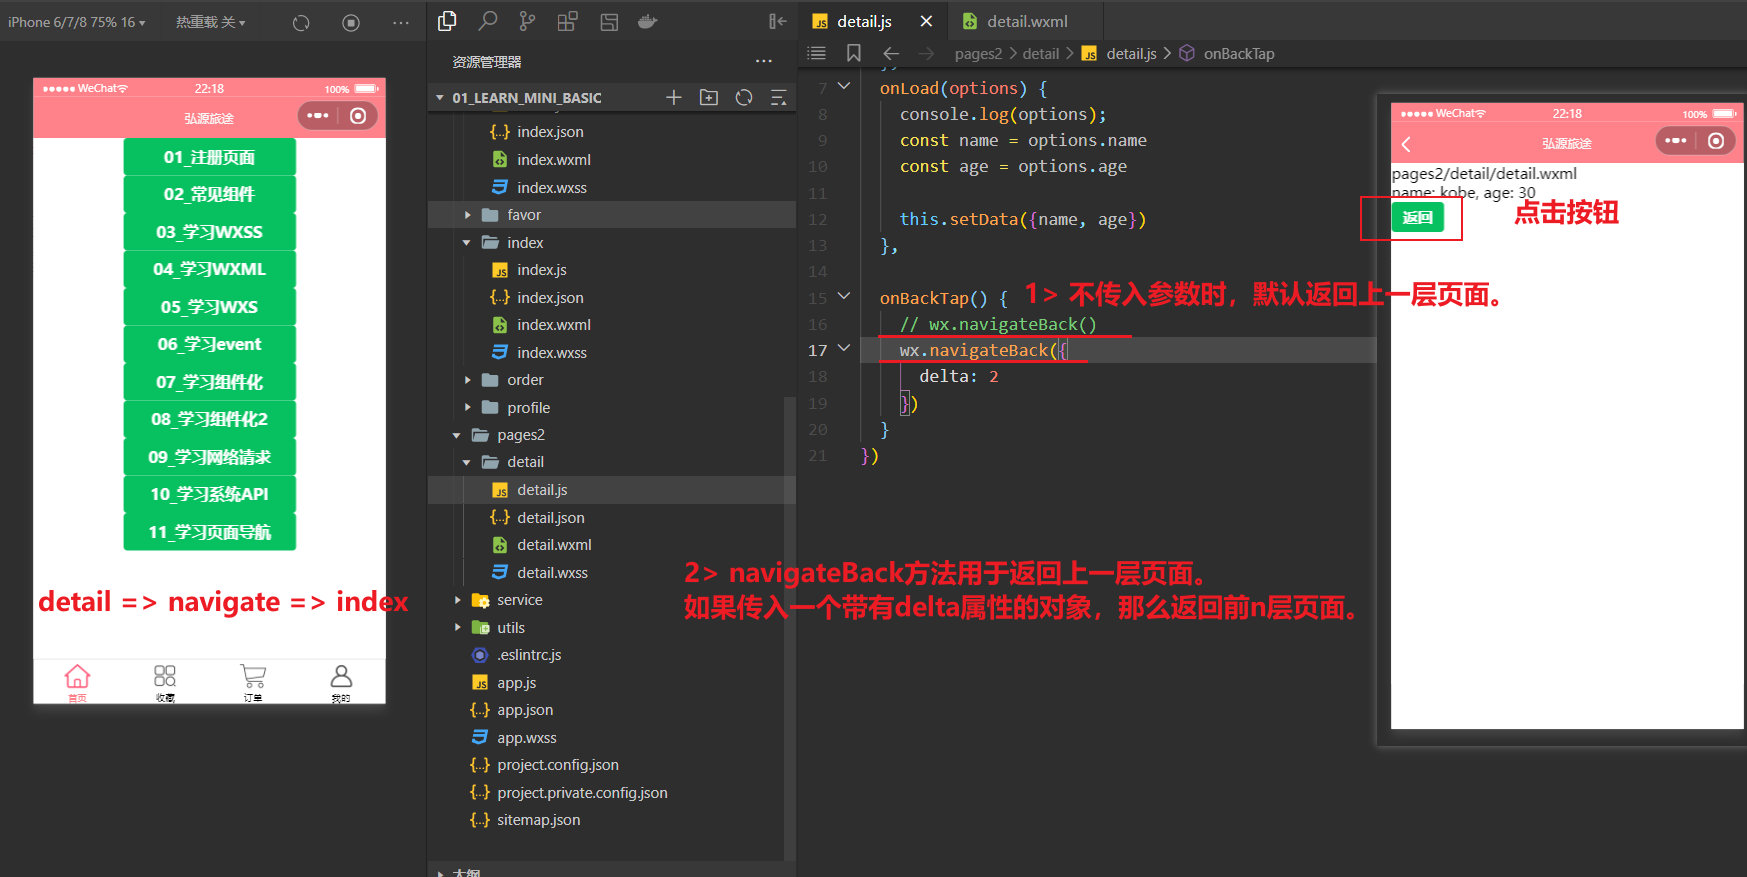 iPhone 6/7/8 75% 16
热重载 关
WeChat
22:18
100%
弘源旅途
01_注册页面
02_常见组件
03_学习WXSS
04_学习WXML
05_学习WXS
06_学习event
07_学习组件化
08_学习组件化2
09_学习网络请求
10_学习系统API
11_学习页面导航
detail => navigate => index
首页
收藏
订单
我的
资源管理器
01_LEARN_MINI_BASIC
index.json
index.wxml
index.wxss
favor
index
index.js
index.json
index.wxml
index.wxss
order
profile
pages2
detail
detail.js
detail.json
detail.wxml
detail.wxss
service
utils
.eslintrc.js
app.js
app.json
app.wxss
project.config.json
project.private.config.json
sitemap.json
大纲
detail.js
detail.wxml
pages2 > detail > detail.js > onBackTap
7 onLoad(options) {
8 console.log(options);
9 const name = options.name
10 const age = options.age
11
12 this.setData({name, age})
13 },
14
15 onBackTap() {
1> 不传入参数时，默认返回上一层页面。
16 // wx.navigateBack()
17 wx.navigateBack({
18 delta: 2
19 })
20 }
21 })
2> navigateBack方法用于返回上一层页面。
如果传入一个带有delta属性的对象，那么返回前n层页面。
WeChat
22:18
100%
弘源旅途
pages2/detail/detail.wxml
name: kobe, age: 30
返回
点击按钮